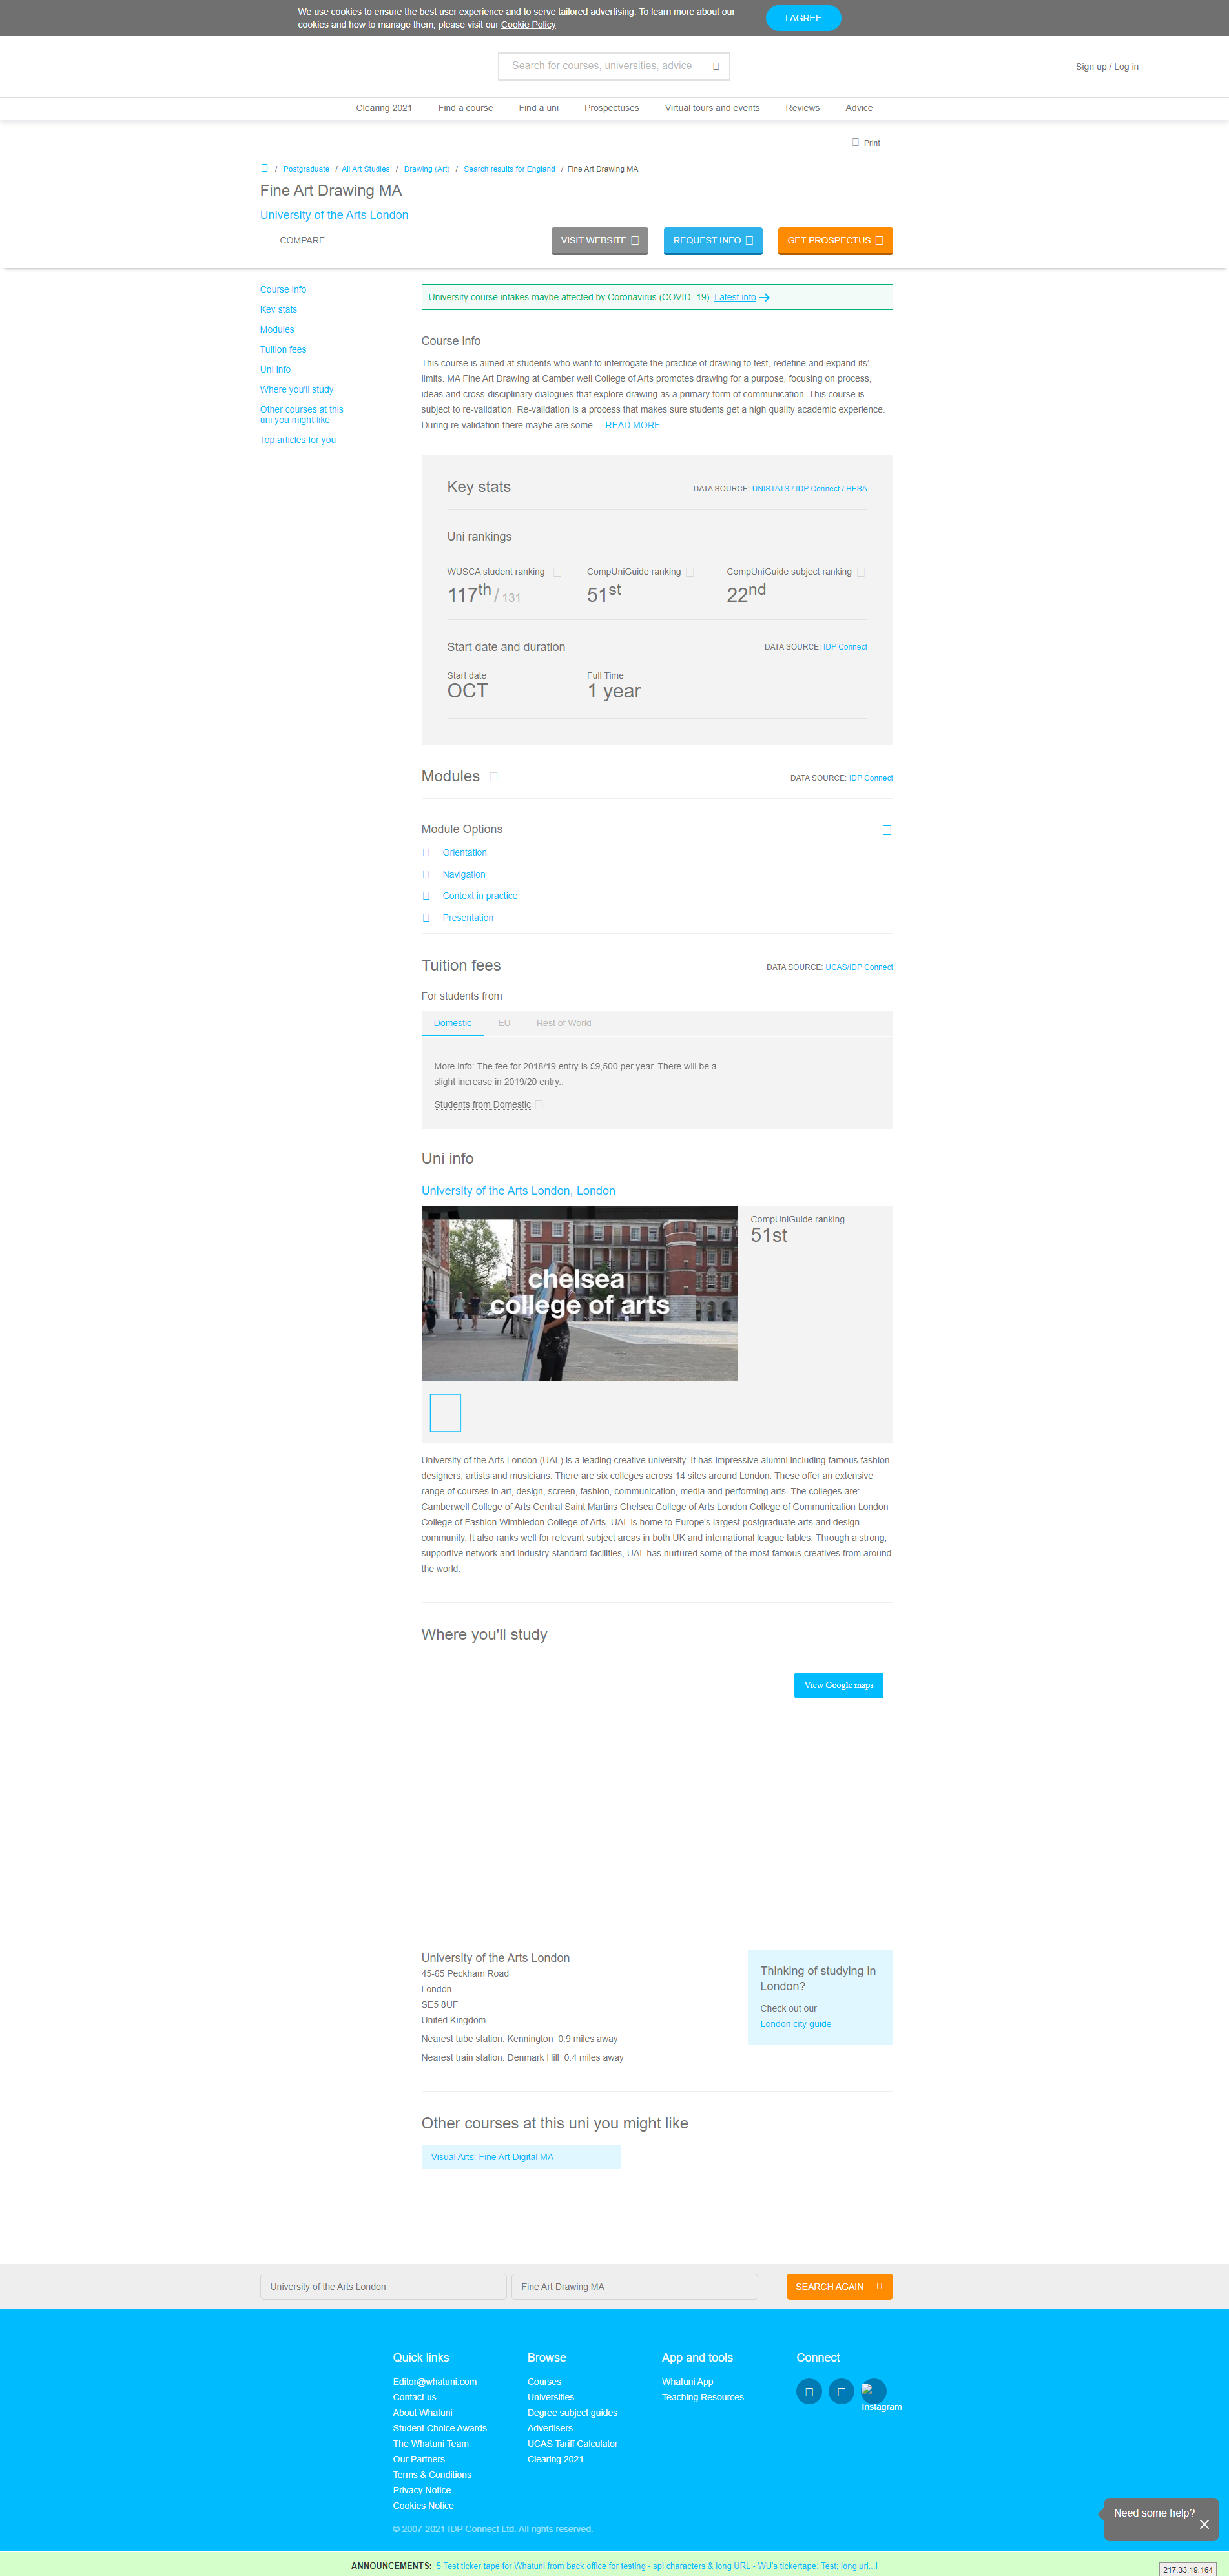 We use cookies to ensure the best user experience and to serve tailored advertising. To learn more about our
cookies and how to manage them, please visit our Cookie Policy
I AGREE
Search for courses, universities, advice
Sign up / Log in
Clearing 2021 Find a course Find a uni Prospectuses Virtual tours and events Reviews Advice
Print
/ Postgraduate / All Art Studies / Drawing (Art) / Search results for England / Fine Art Drawing MA
Fine Art Drawing MA
University of the Arts London
COMPARE
VISIT WEBSITE
REQUEST INFO
GET PROSPECTUS
Course info
Key stats
Modules
Tuition fees
Uni info
Where you'll study
Other courses at this
uni you might like
Top articles for you
University course intakes maybe affected by Coronavirus (COVID -19). Latest info
Course info
This course is aimed at students who want to interrogate the practice of drawing to test, redefine and expand its'
limits. MA Fine Art Drawing at Camber well College of Arts promotes drawing for a purpose, focusing on process,
ideas and cross-disciplinary dialogues that explore drawing as a primary form of communication. This course is
subject to re-validation. Re-validation is a process that makes sure students get a high quality academic experience.
During re-validation there maybe are some ... READ MORE
Key stats
DATA SOURCE: UNISTATS / IDP Connect / HESA
Uni rankings
WUSCA student ranking CompUniGuide ranking CompUniGuide subject ranking
117th / 131 51st 22nd
Start date and duration
DATA SOURCE: IDP Connect
Start date Full Time
OCT 1 year
Modules
DATA SOURCE: IDP Connect
Module Options
Orientation
Navigation
Context in practice
Presentation
Tuition fees
DATA SOURCE: UCAS/IDP Connect
For students from
Domestic EU Rest of World
More info: The fee for 2018/19 entry is £9,500 per year. There will be a
slight increase in 2019/20 entry..
Students from Domestic
Uni info
University of the Arts London, London
chelsea
college of arts
CompUniGuide ranking
51st
University of the Arts London (UAL) is a leading creative university. It has impressive alumni including famous fashion
designers, artists and musicians. There are six colleges across 14 sites around London. These offer an extensive
range of courses in art, design, screen, fashion, communication, media and performing arts. The colleges are:
Camberwell College of Arts Central Saint Martins Chelsea College of Arts London College of Communication London
College of Fashion Wimbledon College of Arts. UAL is home to Europe's largest postgraduate arts and design
community. It also ranks well for relevant subject areas in both UK and international league tables. Through a strong,
supportive network and industry-standard facilities, UAL has nurtured some of the most famous creatives from around
the world.
Where you'll study
View Google maps
University of the Arts London
45-65 Peckham Road
London
SE5 8UF
United Kingdom
Nearest tube station: Kennington 0.9 miles away
Nearest train station: Denmark Hill 0.4 miles away
Thinking of studying in
London?
Check out our
London city guide
Other courses at this uni you might like
Visual Arts: Fine Art Digital MA
University of the Arts London
Fine Art Drawing MA
SEARCH AGAIN
Quick links
Editor@whatuni.com
Contact us
About Whatuni
Student Choice Awards
The Whatuni Team
Our Partners
Terms & Conditions
Privacy Notice
Cookies Notice
Browse
Courses
Universities
Degree subject guides
Advertisers
UCAS Tariff Calculator
Clearing 2021
App and tools
Whatuni App
Teaching Resources
Connect
Instagram
© 2007-2021 IDP Connect Ltd. All rights reserved.
Need some help?
ANNOUNCEMENTS: 5 Test ticker tape for Whatuni from back office for testing - spl characters & long URL - WU's tickertape. Test; long url...!
217.33.19.164